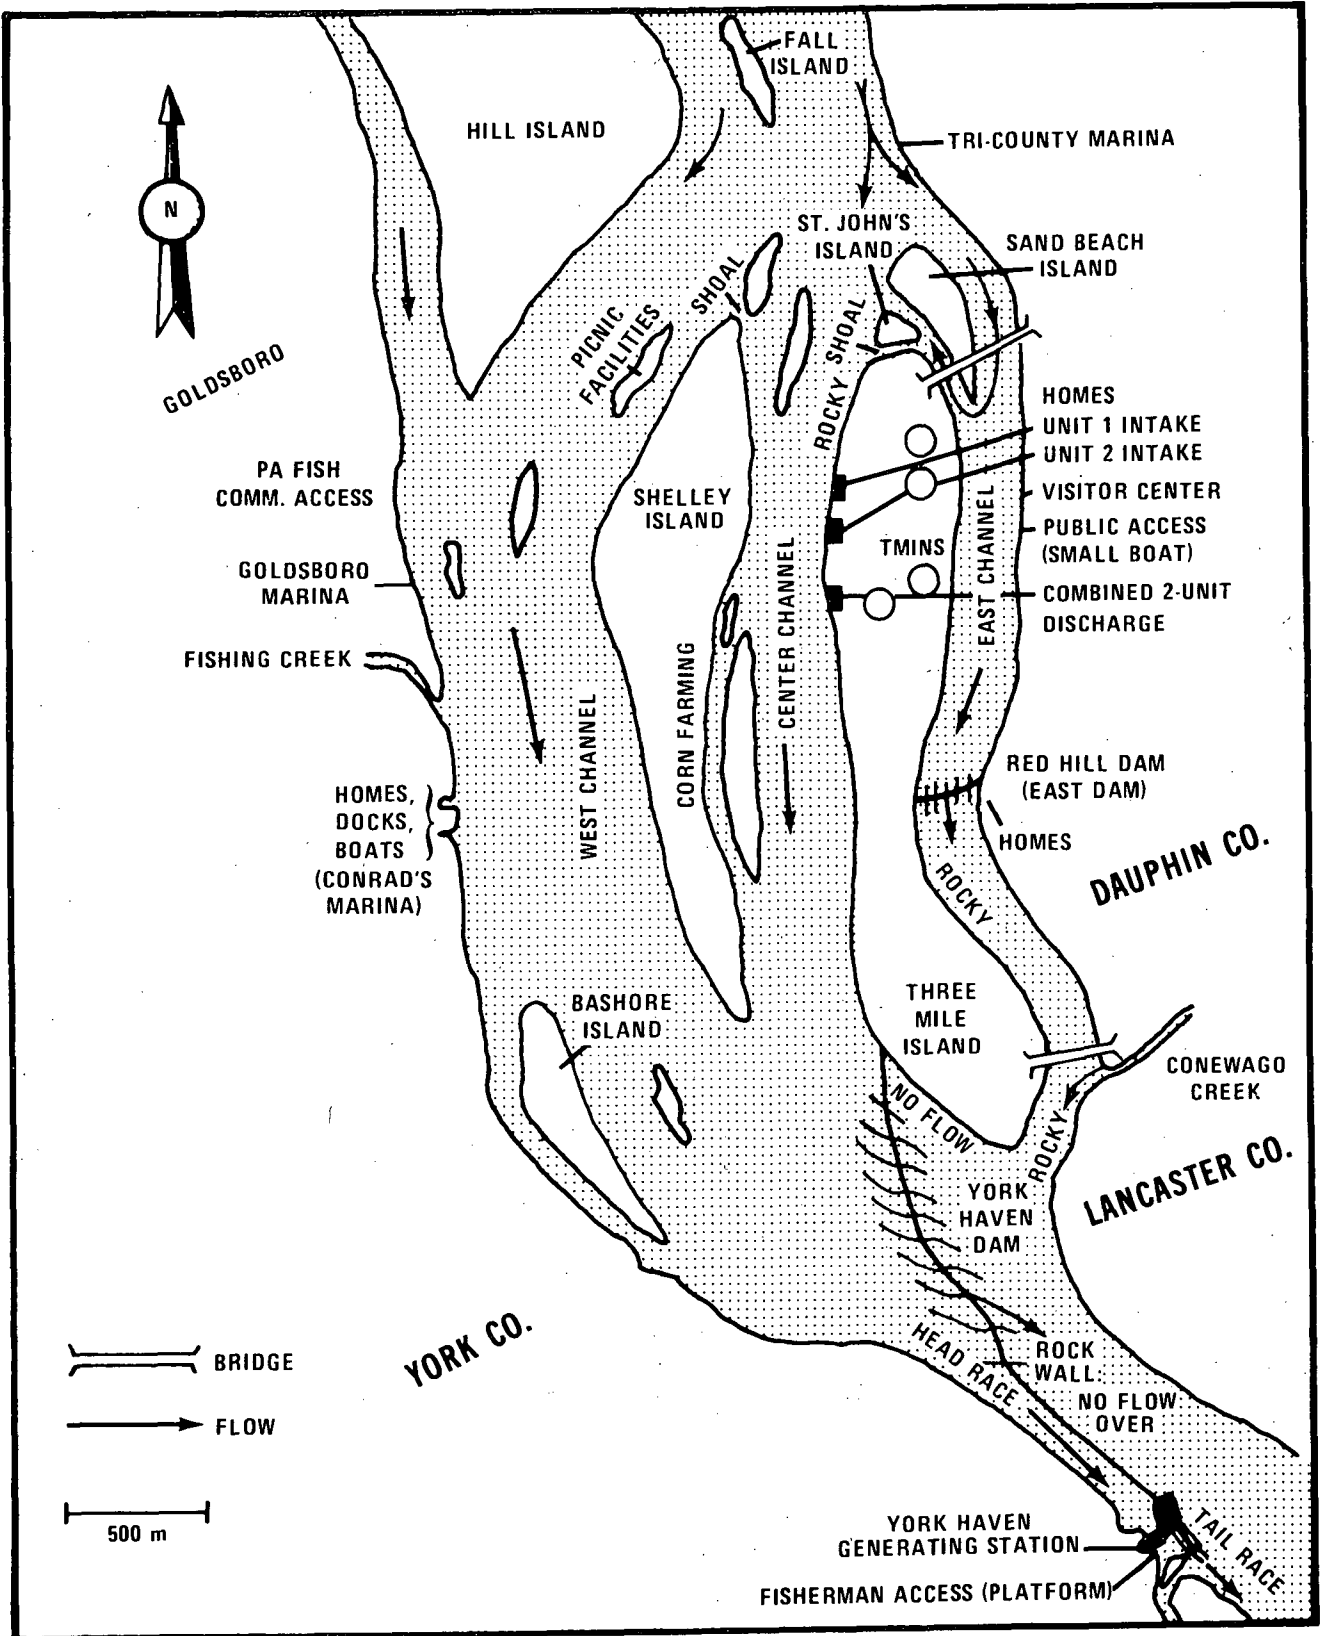 FALL
ISLAND
HILL ISLAND
TRI-COUNTY MARINA
N
ST. JOHN'S
ISLAND
SAND BEACH
ISLAND
SHOAL
PICNIC
FACILITIES
ROCKY SHOAL
GOLDSBORO
HOMES
UNIT 1 INTAKE
UNIT 2 INTAKE
PA FISH
COMM. ACCESS
SHELLEY
ISLAND
VISITOR CENTER
PUBLIC ACCESS
(SMALL BOAT)
TMINS
GOLDSBORO
MARINA
COMBINED 2-UNIT
DISCHARGE
EAST CHANNEL
CENTER CHANNEL
FISHING CREEK
CORN FARMING
WEST CHANNEL
RED HILL DAM
(EAST DAM)
HOMES,
DOCKS,
BOATS
(CONRAD'S
MARINA)
HOMES
ROCKY
DAUPHIN CO.
BASHORE
ISLAND
THREE
MILE
ISLAND
CONEWAGO
CREEK
NO FLOW
ROCKY
LANCASTER CO.
YORK
HAVEN
DAM
YORK CO.
HEAD RACE
ROCK
WALL
NO FLOW
OVER
BRIDGE
FLOW
500 m
YORK HAVEN
GENERATING STATION
TAIL RACE
FISHERMAN ACCESS (PLATFORM)